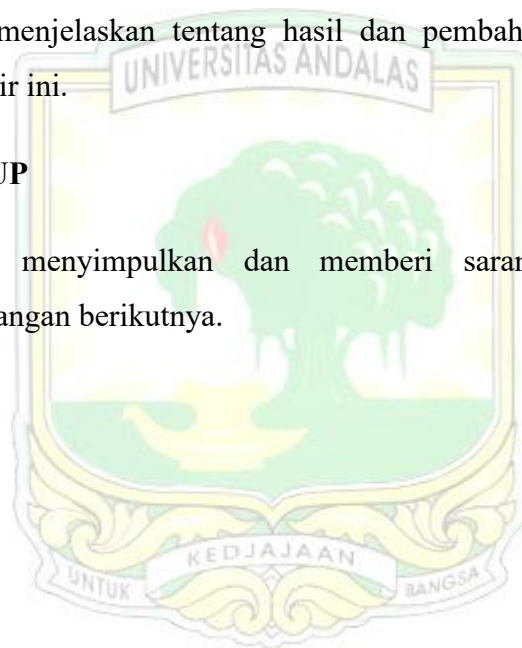 menjelaskan tentang hasil dan pembah
UNIVERSITAS ANDALAS
ir ini.
UP
menyimpulkan dan memberi saran
angan berikutnya.
KEDJAJAAN
UNTUK BANGSA